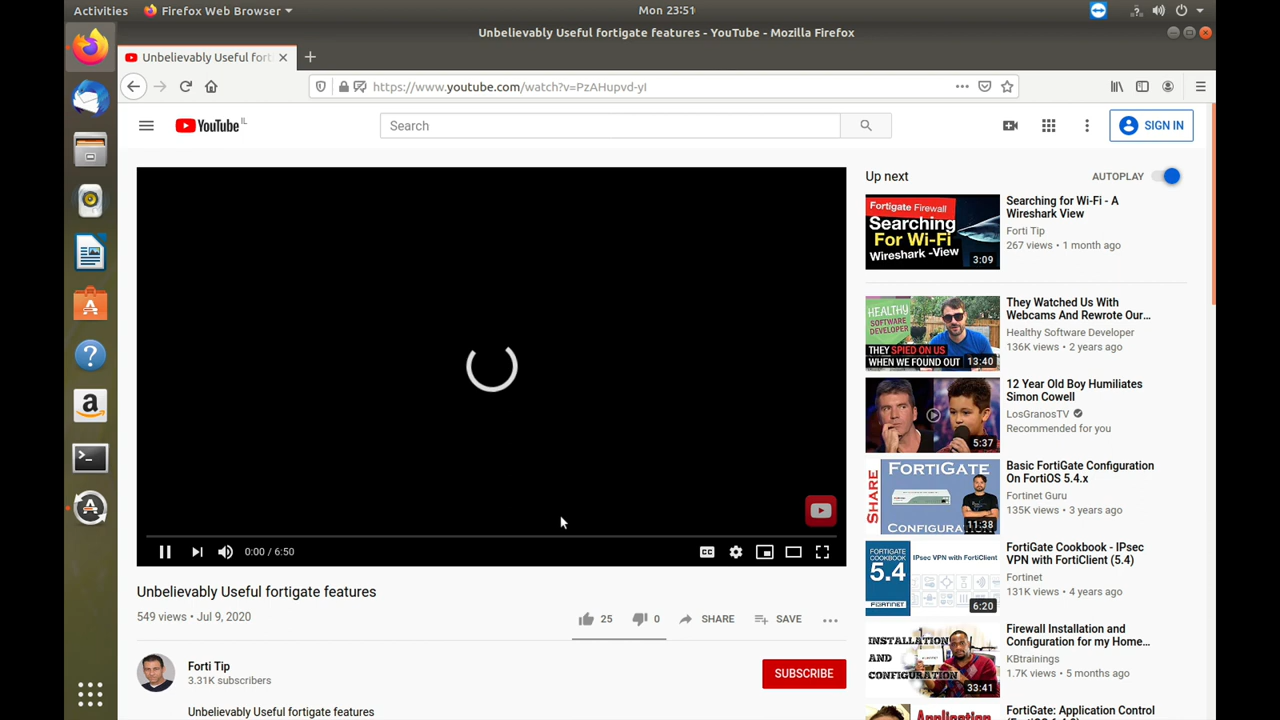 Activities
Firefox Web Browser
Mon 23:51
Unbelievably Useful fortigate features - YouTube - Mozilla Firefox
Unbelievably Useful fort
https://www.youtube.com/watch?v=PzAHupvd-yI
YouTube IL
Search
SIGN IN
Up next
AUTOPLAY
Fortigate Firewall
Searching
For Wi-Fi
Wireshark -View
3:09
Searching for Wi-Fi - A
Wireshark View
Forti Tip
267 views • 1 month ago
HEALTHY
SOFTWARE
DEVELOPER
THEY SPIED ON US
WHEN WE FOUND OUT
13:40
They Watched Us With
Webcams And Rewrote Our...
Healthy Software Developer
136K views • 2 years ago
5:37
12 Year Old Boy Humiliates
Simon Cowell
LosGranosTV
Recommended for you
SHARE
FORTIGATE
CONFIGURATION
11:38
Basic FortiGate Configuration
On FortiOS 5.4.x
Fortinet Guru
135K views • 3 years ago
FORTIGATE
COOKBOOK
5.4
FORTINET
IPsec VPN with FortiClient
6:20
FortiGate Cookbook - IPsec
VPN with FortiClient (5.4)
Fortinet
131K views • 4 years ago
INSTALLATION
AND
CONFIGURATION
33:41
Firewall Installation and
Configuration for my Home...
KBtrainings
1.7K views • 5 months ago
Application
FortiGate: Application Control
0:00 / 6:50
Unbelievably Useful fortigate features
549 views • Jul 9, 2020
25
0
SHARE
SAVE
Forti Tip
3.31K subscribers
SUBSCRIBE
Unbelievably Useful fortigate features